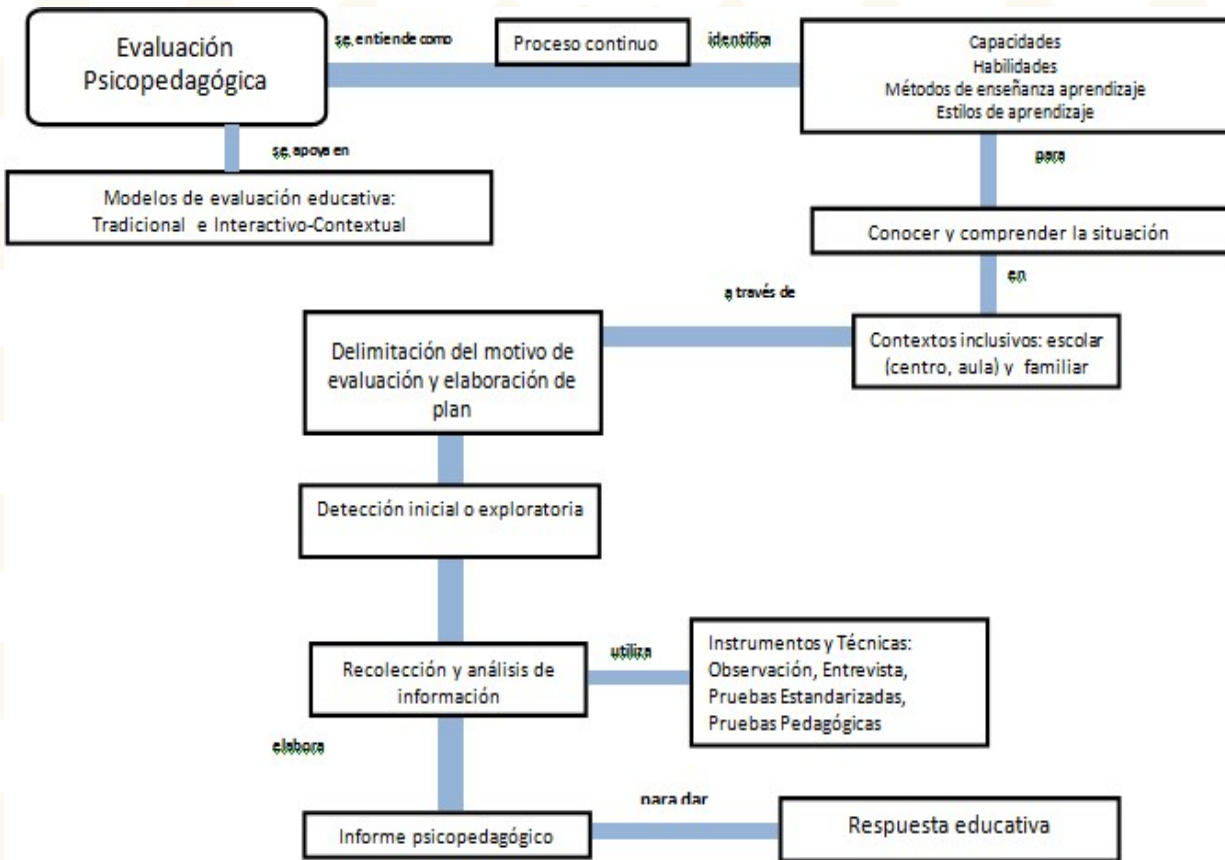 Evaluación
Psicopedagógica
se entiende como
Proceso continuo
identifica
Capacidades
Habilidades
Métodos de enseñanza aprendizaje
Estilos de aprendizaje
se apoya en
para
Modelos de evaluación educativa:
Tradicional e Interactivo-Contextual
Conocer y comprender la situación
en
a través de
Contextos inclusivos: escolar
(centro, aula) y familiar
Delimitación del motivo de
evaluación y elaboración de
plan
Detección inicial o exploratoria
Recolección y análisis de
información
utiliza
Instrumentos y Técnicas:
Observación, Entrevista,
Pruebas Estandarizadas,
Pruebas Pedagógicas
elabora
Informe psicopedagógico
para dar
Respuesta educativa